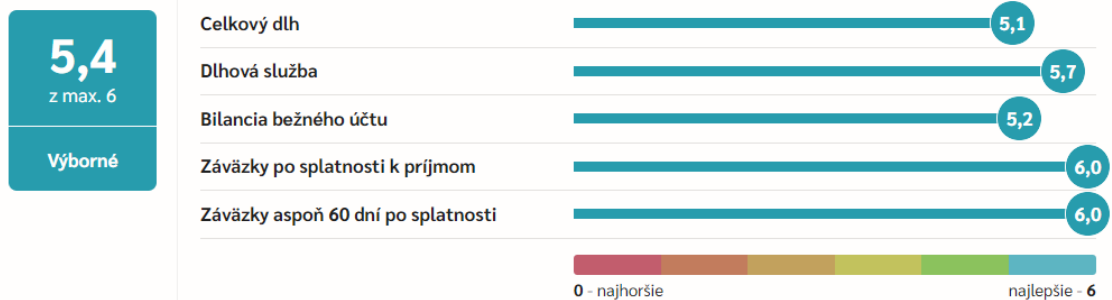 5,4
z max. 6
Výborné
Celkový dlh 5,1
Dlhová služba 5,7
Bilancia bežného účtu 5,2
Záväzky po splatnosti k príjmom 6,0
Záväzky aspoň 60 dní po splatnosti 6,0
0 - najhoršie najlepšie - 6